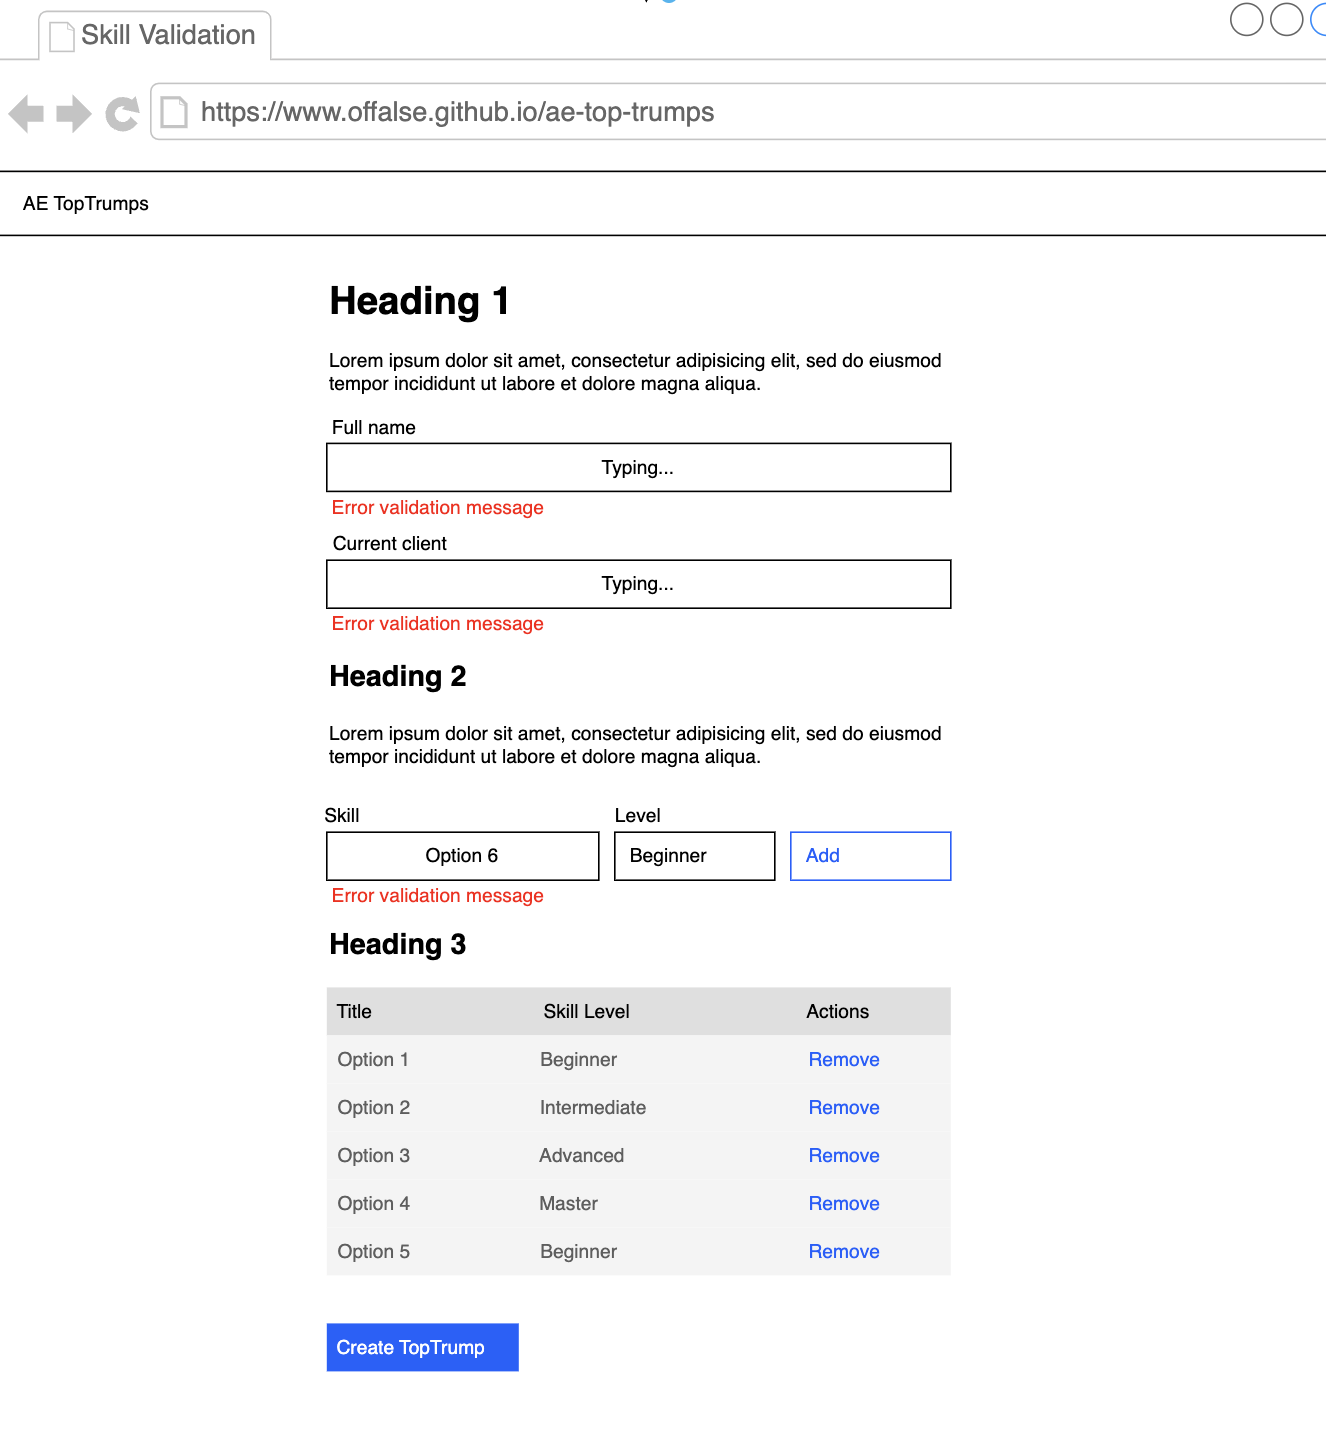 Skill Validation
https://www.offalse.github.io/ae-top-trumps
AE TopTrumps
Heading 1
Lorem ipsum dolor sit amet, consectetur adipisicing elit, sed do eiusmod
tempor incididunt ut labore et dolore magna aliqua.
Full name
Typing...
Error validation message
Current client
Typing...
Error validation message
Heading 2
Lorem ipsum dolor sit amet, consectetur adipisicing elit, sed do eiusmod
tempor incididunt ut labore et dolore magna aliqua.
Skill Level
Option 6 Beginner Add
Error validation message
Heading 3
Title Skill Level Actions
Option 1 Beginner Remove
Option 2 Intermediate Remove
Option 3 Advanced Remove
Option 4 Master Remove
Option 5 Beginner Remove
Create TopTrump